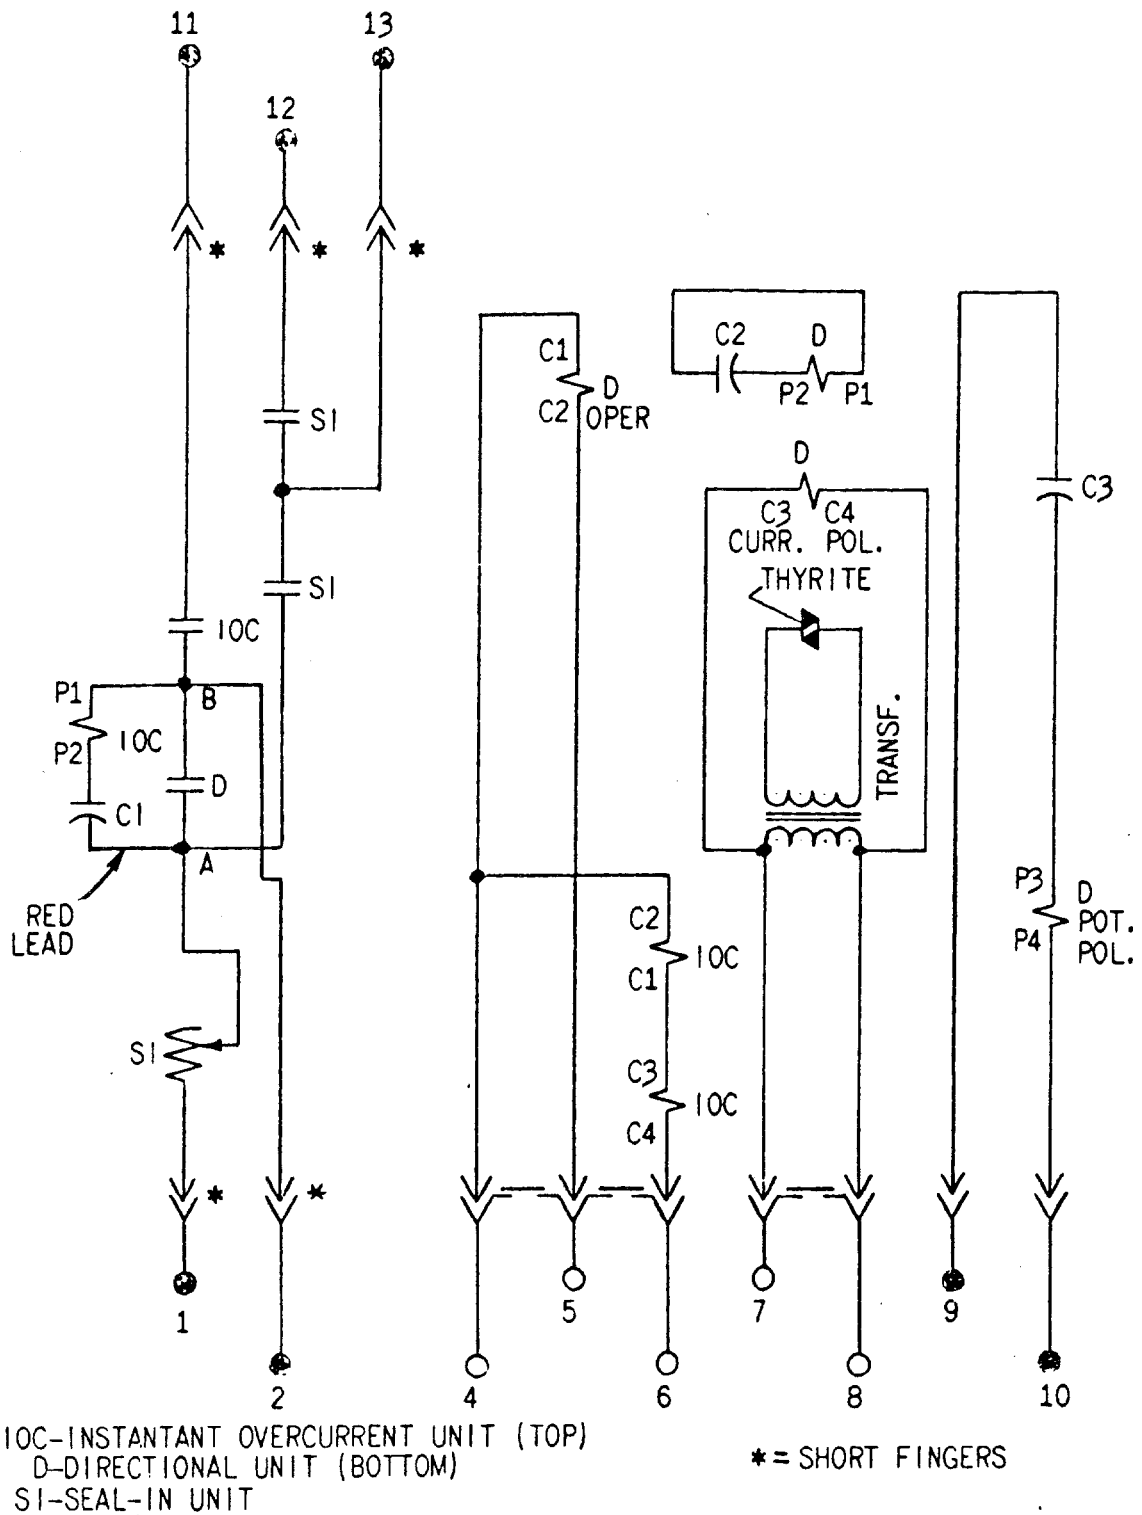 11
13
12
*
*
*
C1
D
C2
OPER
C2
D
P2
P1
SI
D
C3
C4
CURR. POL.
THYRITE
C3
SI
IOC
P1
B
IOC
P2
TRANSF.
D
C1
A
RED
LEAD
P3
D
POT.
P4
POL.
C2
IOC
C1
SI
C3
IOC
C4
*
*
1
5
7
9
2
4
6
8
10
IOC-INSTANTANT OVERCURRENT UNIT (TOP)
D-DIRECTIONAL UNIT (BOTTOM)
SI-SEAL-IN UNIT
*= SHORT FINGERS